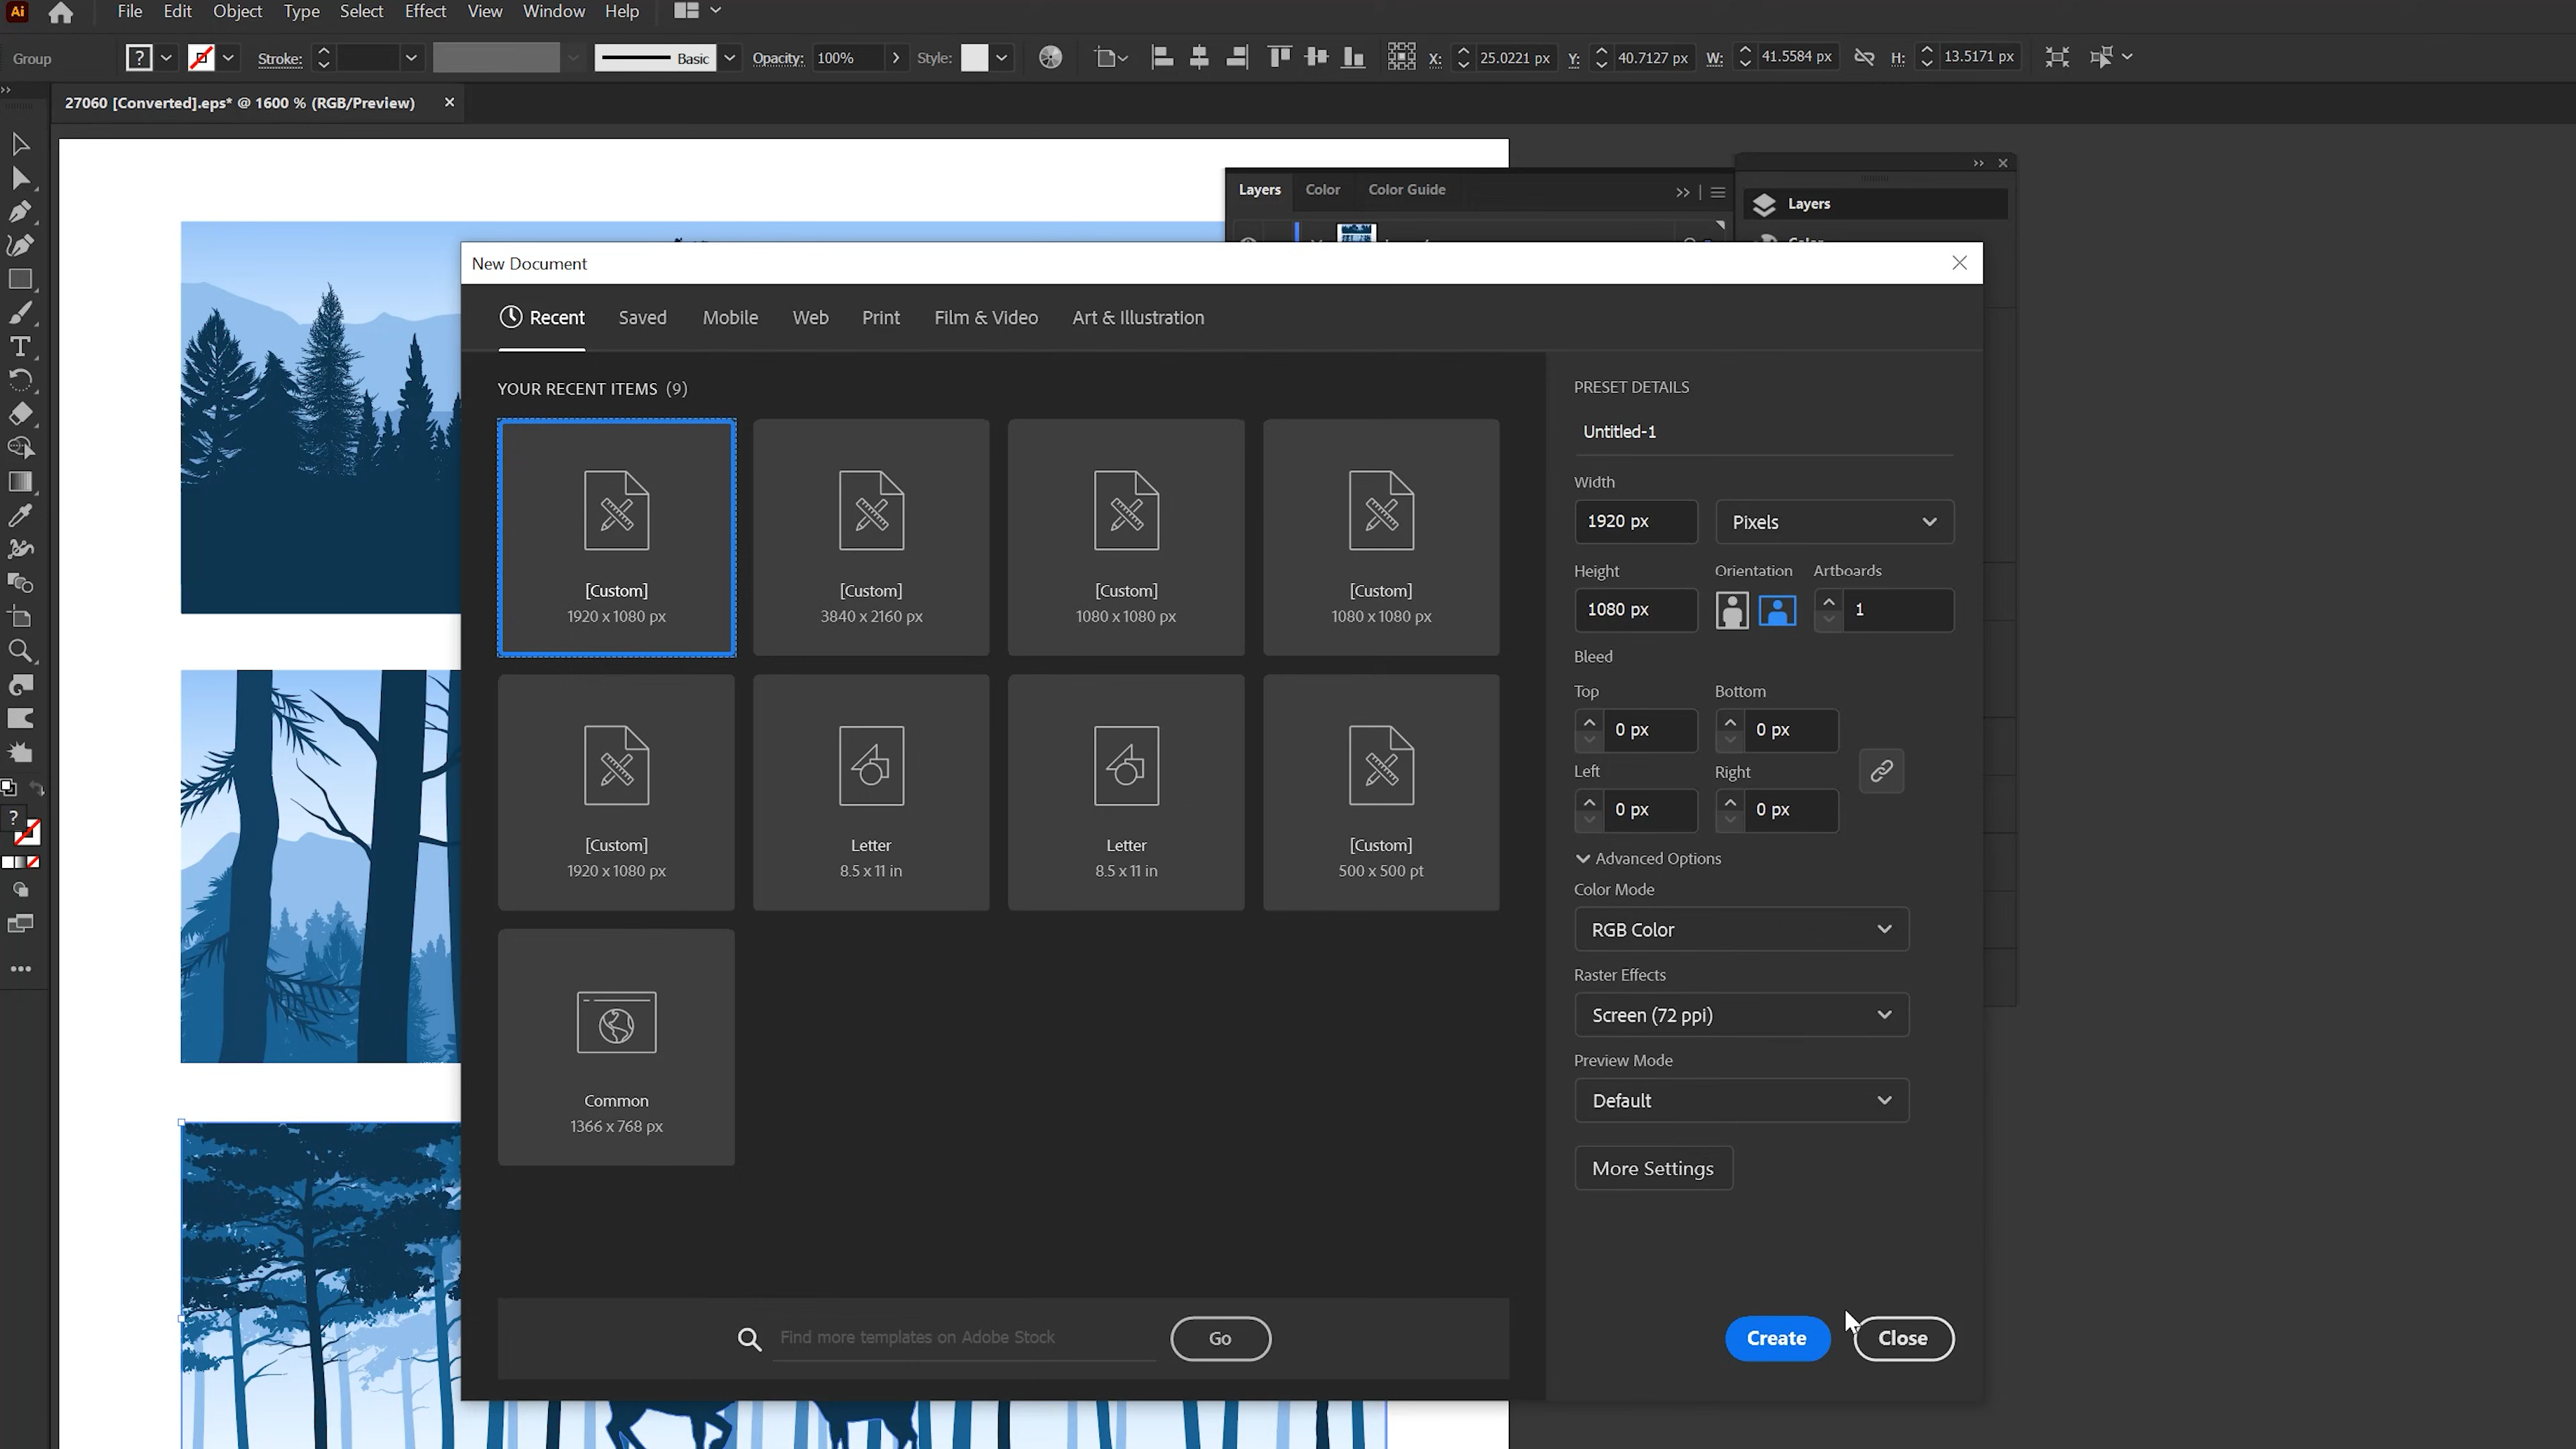 Ai File Edit Object Type Select Effect View Window Help
Group ? Stroke: Basic Opacity: 100% Style: X: 25.0221 px Y: 40.7127 px W: 41.5584 px H: 13.5171 px
27060 [Converted].eps* @ 1600 % (RGB/Preview)
Layers Color Color Guide
Layers
New Document
Recent Saved Mobile Web Print Film & Video Art & Illustration
YOUR RECENT ITEMS (9)
[Custom] [Custom] [Custom] [Custom]
1920 x 1080 px 3840 x 2160 px 1080 x 1080 px 1080 x 1080 px
[Custom] Letter Letter [Custom]
1920 x 1080 px 8.5 x 11 in 8.5 x 11 in 500 x 500 pt
Common
1366 x 768 px
Find more templates on Adobe Stock Go
PRESET DETAILS
Untitled-1
Width
1920 px Pixels
Height Orientation Artboards
1080 px 1
Bleed
Top Bottom
0 px 0 px
Left Right
0 px 0 px
Advanced Options
Color Mode
RGB Color
Raster Effects
Screen (72 ppi)
Preview Mode
Default
More Settings
Create Close
?